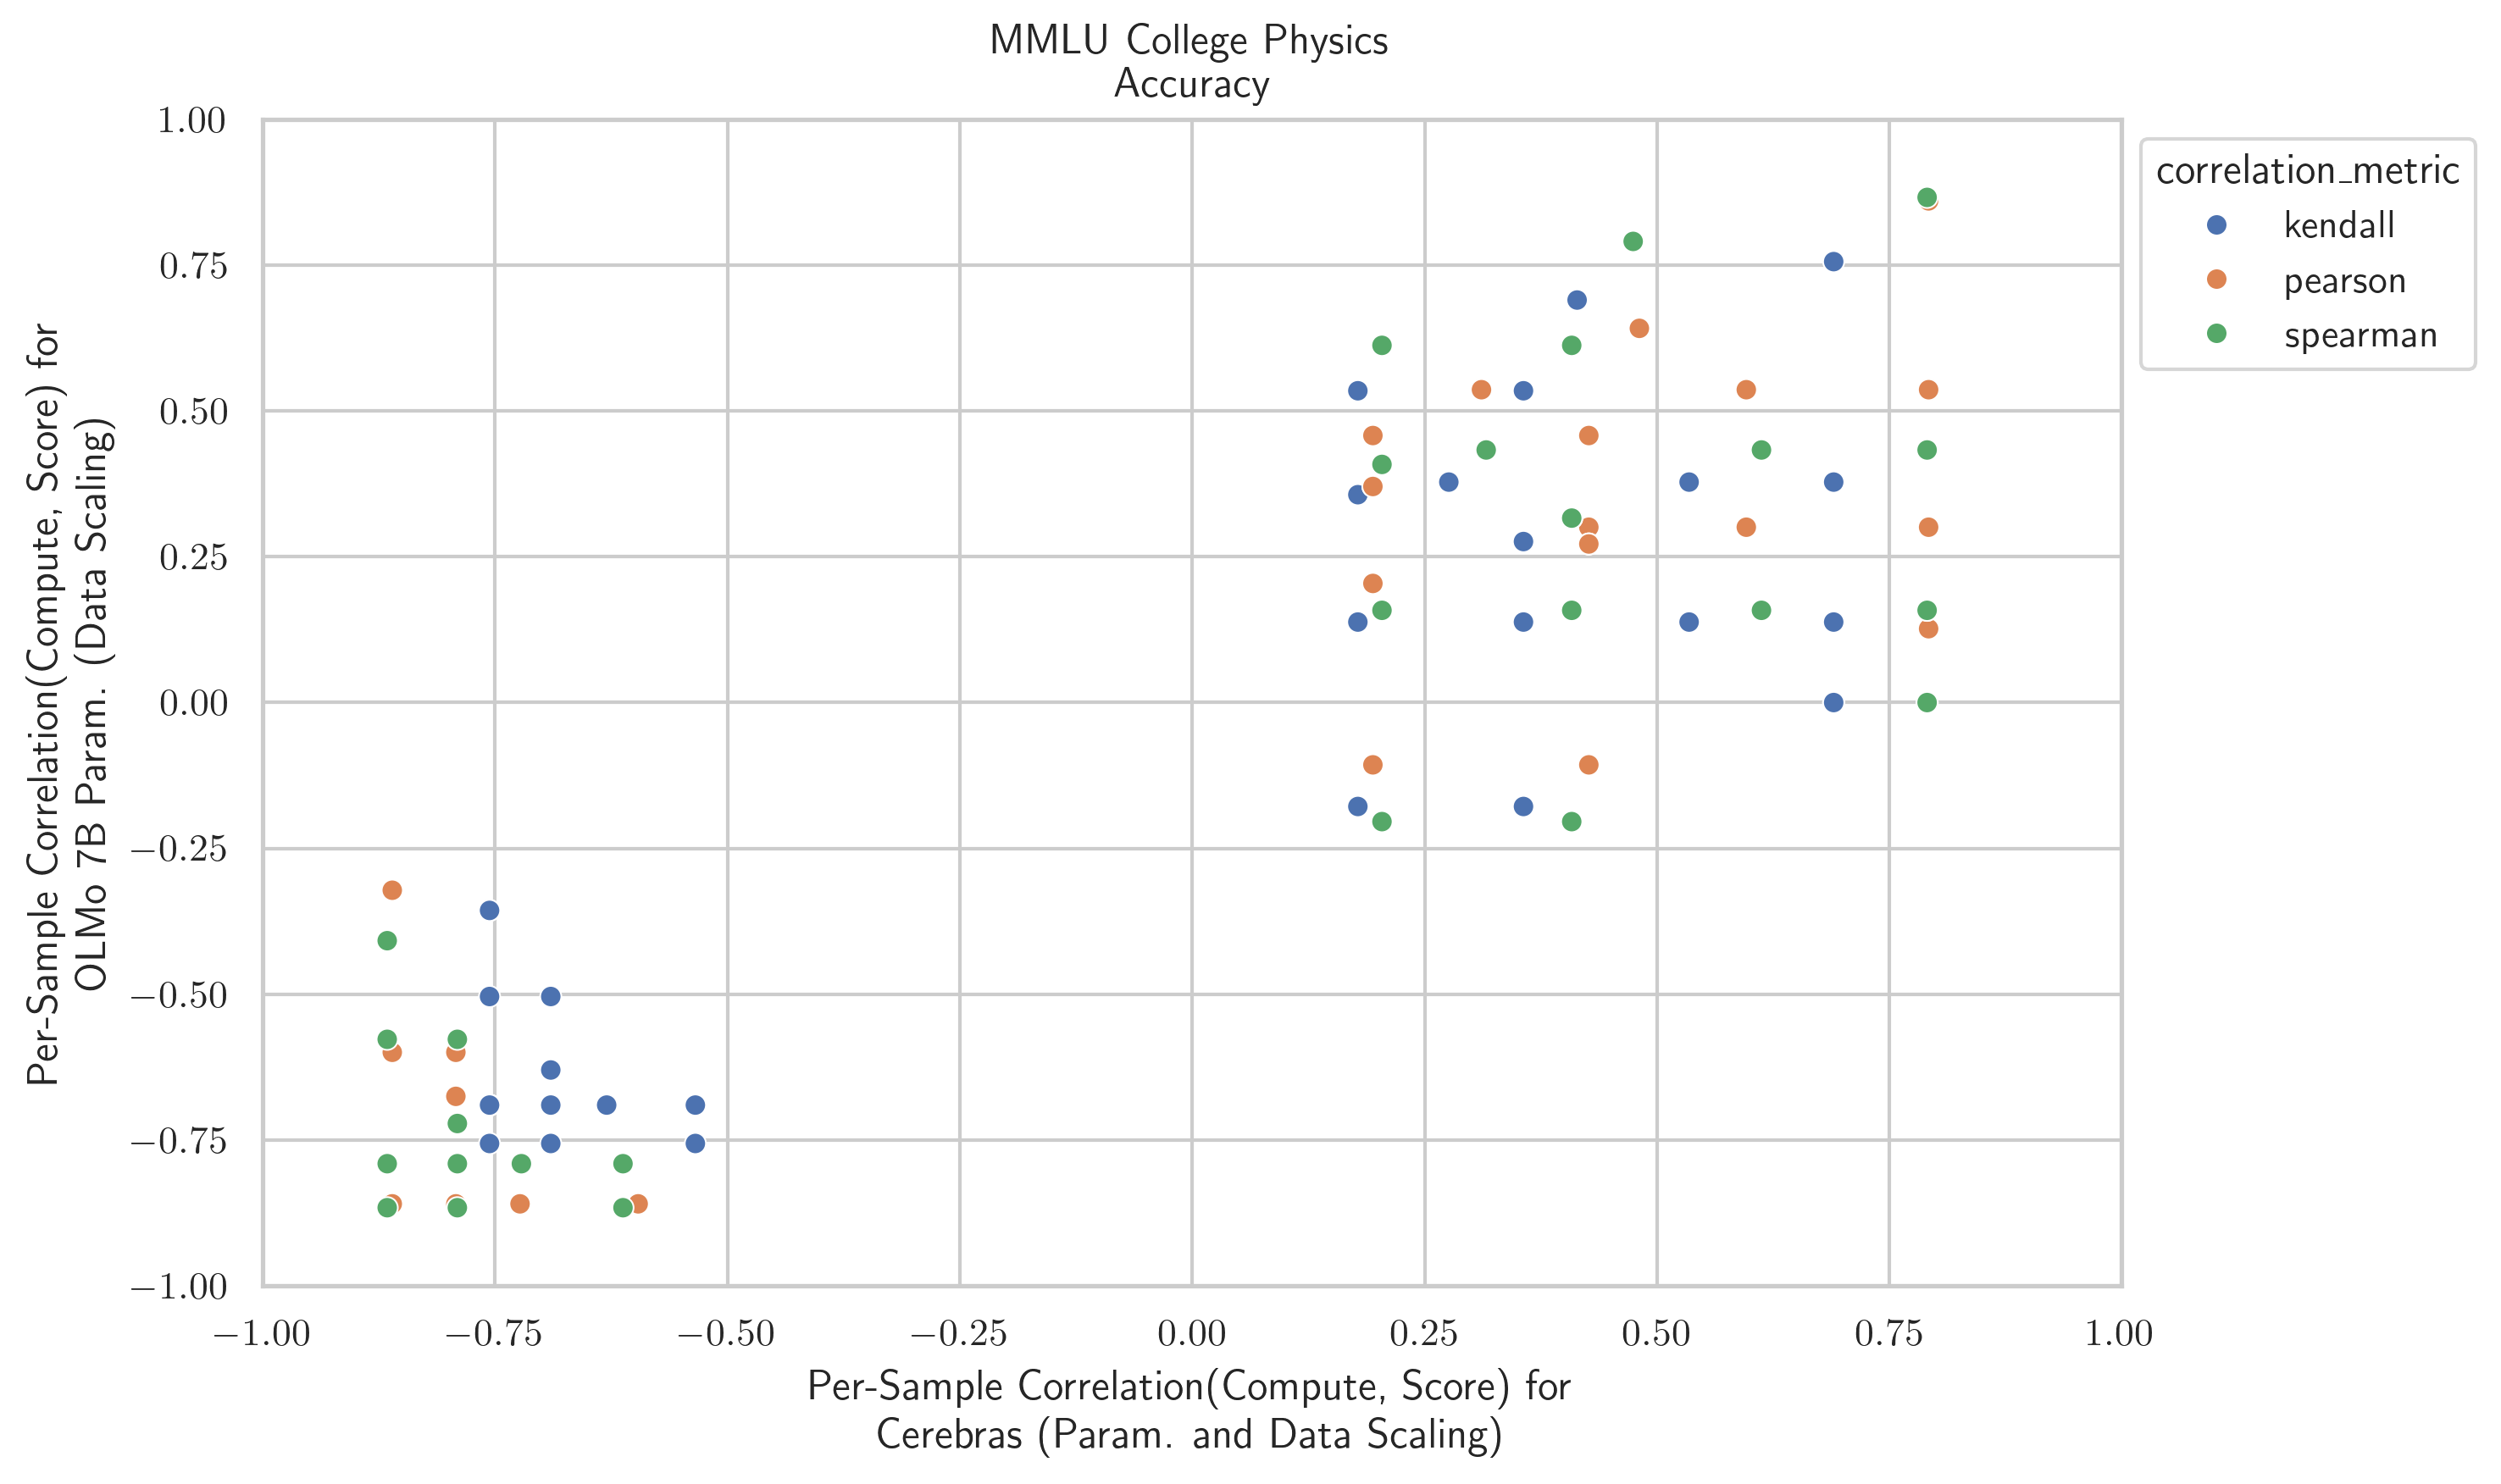 MMLU College Physics
Accuracy
1.00
0.75
0.50
0.25
0.00
−0.25
−0.50
−0.75
−1.00
Per-Sample Correlation(Compute, Score) for
OLMo 7B Param. (Data Scaling)
correlation_metric
kendall
pearson
spearman
−1.00
−0.75
−0.50
−0.25
0.00
0.25
0.50
0.75
1.00
Per-Sample Correlation(Compute, Score) for
Cerebras (Param. and Data Scaling)